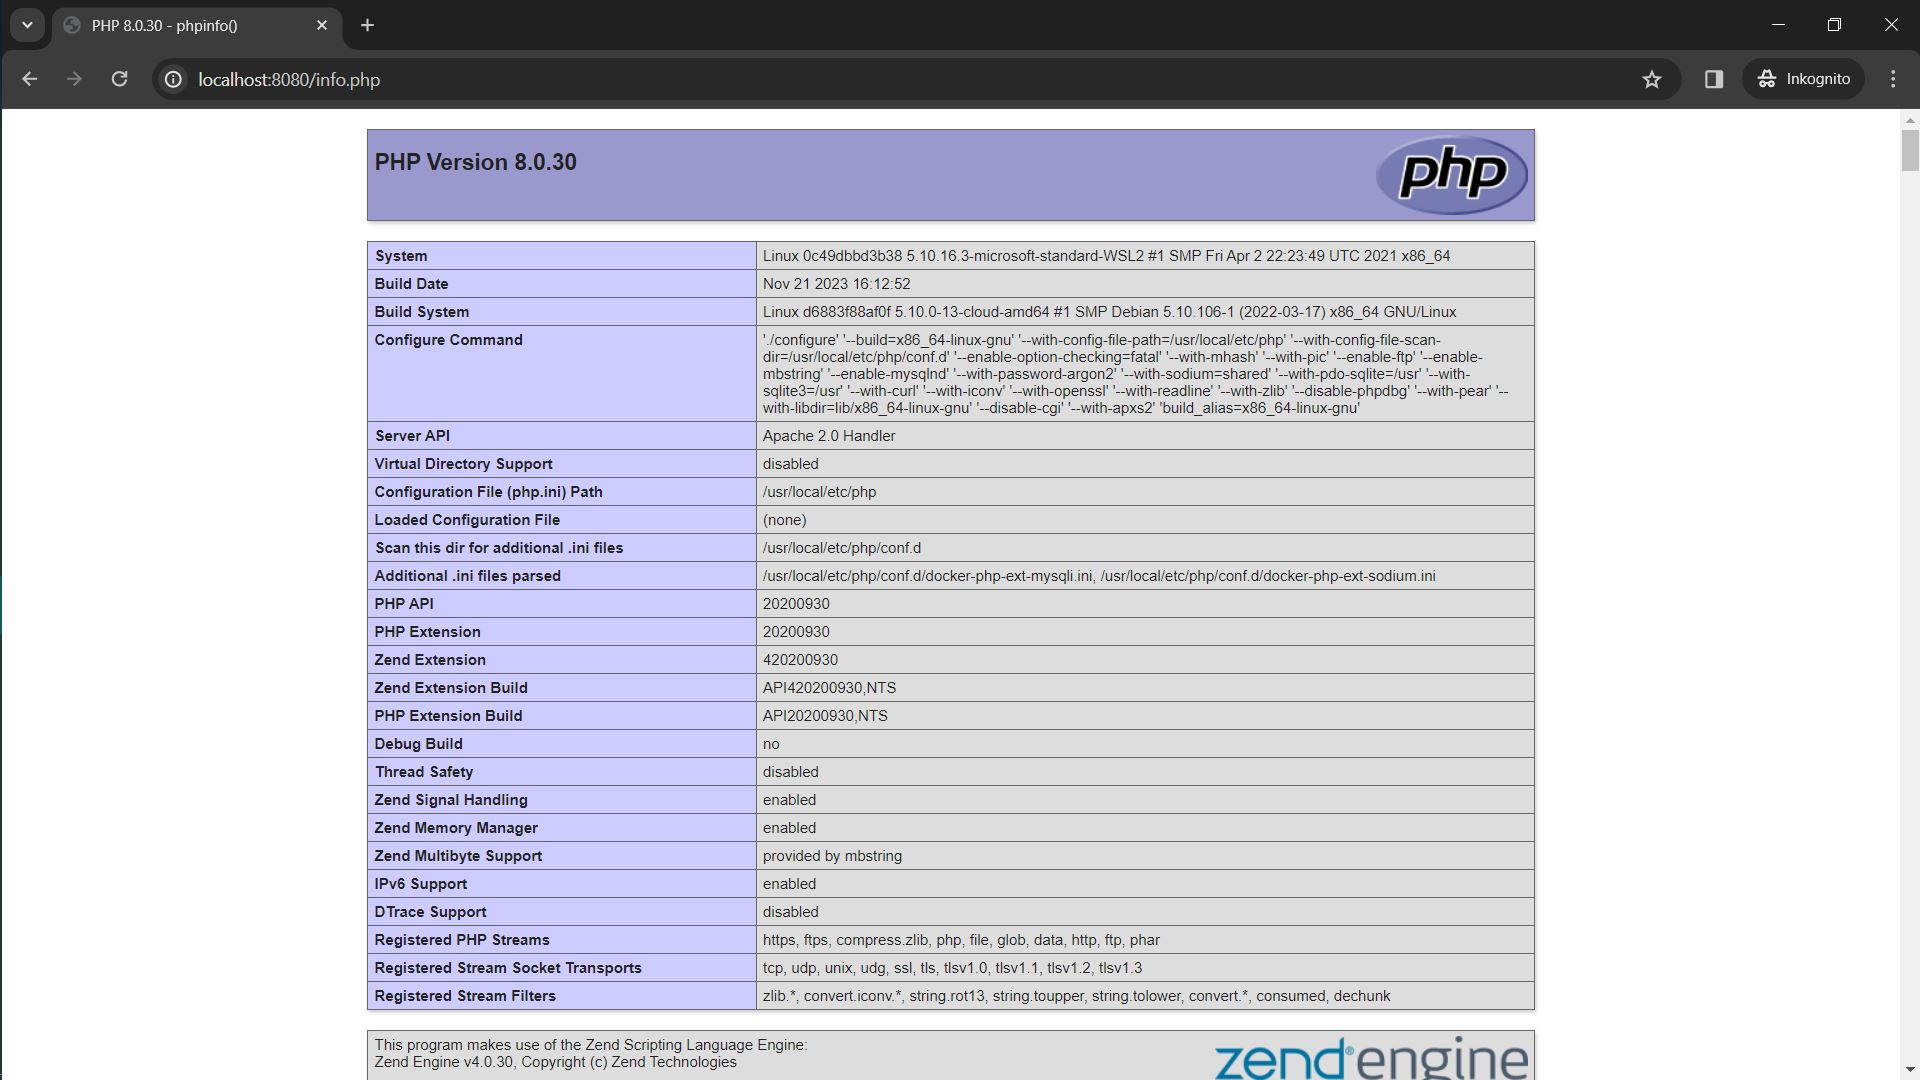 PHP 8.0.30 - phpinfo()
localhost:8080/info.php
Inkognito
PHP Version 8.0.30
php
System Linux 0c49dbbd3b38 5.10.16.3-microsoft-standard-WSL2 #1 SMP Fri Apr 2 22:23:49 UTC 2021 x86_64
Build Date Nov 21 2023 16:12:52
Build System Linux d6883f88af0f 5.10.0-13-cloud-amd64 #1 SMP Debian 5.10.106-1 (2022-03-17) x86_64 GNU/Linux
Configure Command './configure' '--build=x86_64-linux-gnu' '--with-config-file-path=/usr/local/etc/php' '--with-config-file-scan-
dir=/usr/local/etc/php/conf.d' '--enable-option-checking=fatal' '--with-mhash' '--with-pic' '--enable-ftp' '--enable-
mbstring' '--enable-mysqlnd' '--with-password-argon2' '--with-sodium=shared' '--with-pdo-sqlite=/usr' '--with-
sqlite3=/usr' '--with-curl' '--with-iconv' '--with-openssl' '--with-readline' '--with-zlib' '--disable-phpdbg' '--with-pear' '--
with-libdir=lib/x86_64-linux-gnu' '--disable-cgi' '--with-apxs2' 'build_alias=x86_64-linux-gnu'
Server API Apache 2.0 Handler
Virtual Directory Support disabled
Configuration File (php.ini) Path /usr/local/etc/php
Loaded Configuration File (none)
Scan this dir for additional .ini files /usr/local/etc/php/conf.d
Additional .ini files parsed /usr/local/etc/php/conf.d/docker-php-ext-mysqli.ini, /usr/local/etc/php/conf.d/docker-php-ext-sodium.ini
PHP API 20200930
PHP Extension 20200930
Zend Extension 420200930
Zend Extension Build API420200930,NTS
PHP Extension Build API20200930,NTS
Debug Build no
Thread Safety disabled
Zend Signal Handling enabled
Zend Memory Manager enabled
Zend Multibyte Support provided by mbstring
IPv6 Support enabled
DTrace Support disabled
Registered PHP Streams https, ftps, compress.zlib, php, file, glob, data, http, ftp, phar
Registered Stream Socket Transports tcp, udp, unix, udg, ssl, tls, tlsv1.0, tlsv1.1, tlsv1.2, tlsv1.3
Registered Stream Filters zlib.*, convert.iconv.*, string.rot13, string.toupper, string.tolower, convert.*, consumed, dechunk
This program makes use of the Zend Scripting Language Engine:
Zend Engine v4.0.30, Copyright (c) Zend Technologies
zend®engine